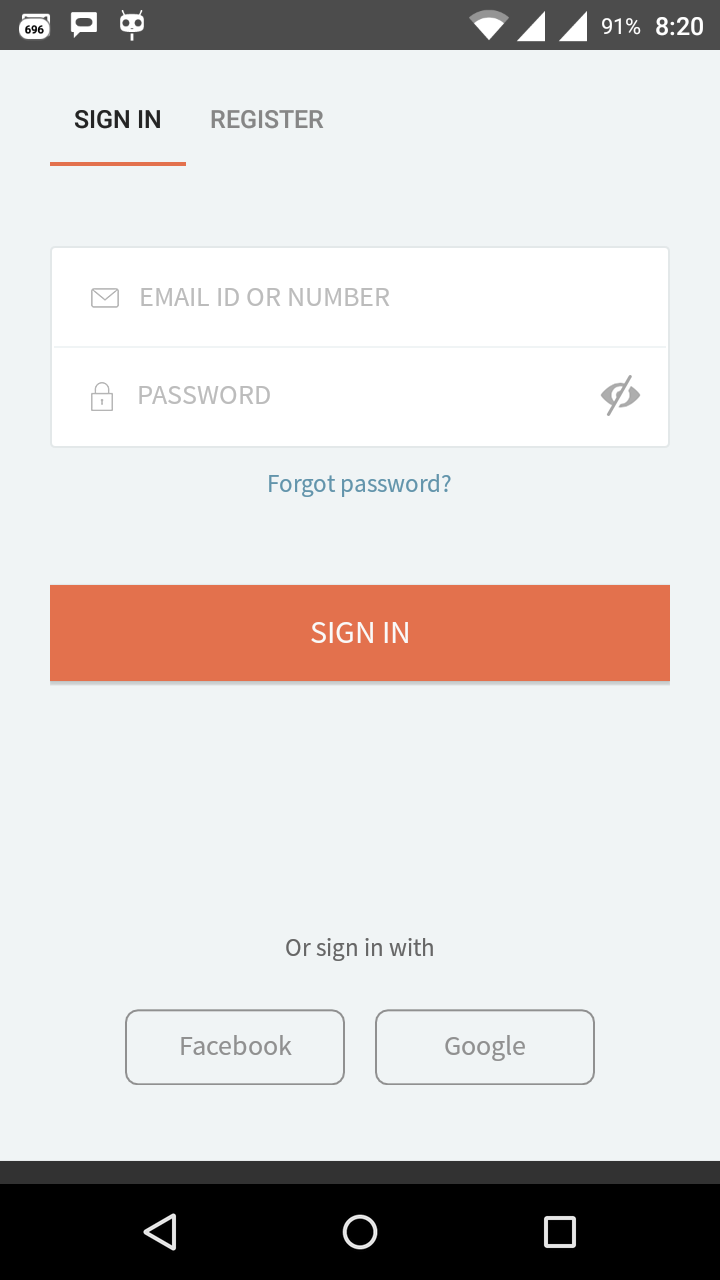 696 91% 8:20
SIGN IN REGISTER
EMAIL ID OR NUMBER
PASSWORD
Forgot password?
SIGN IN
Or sign in with
Facebook Google